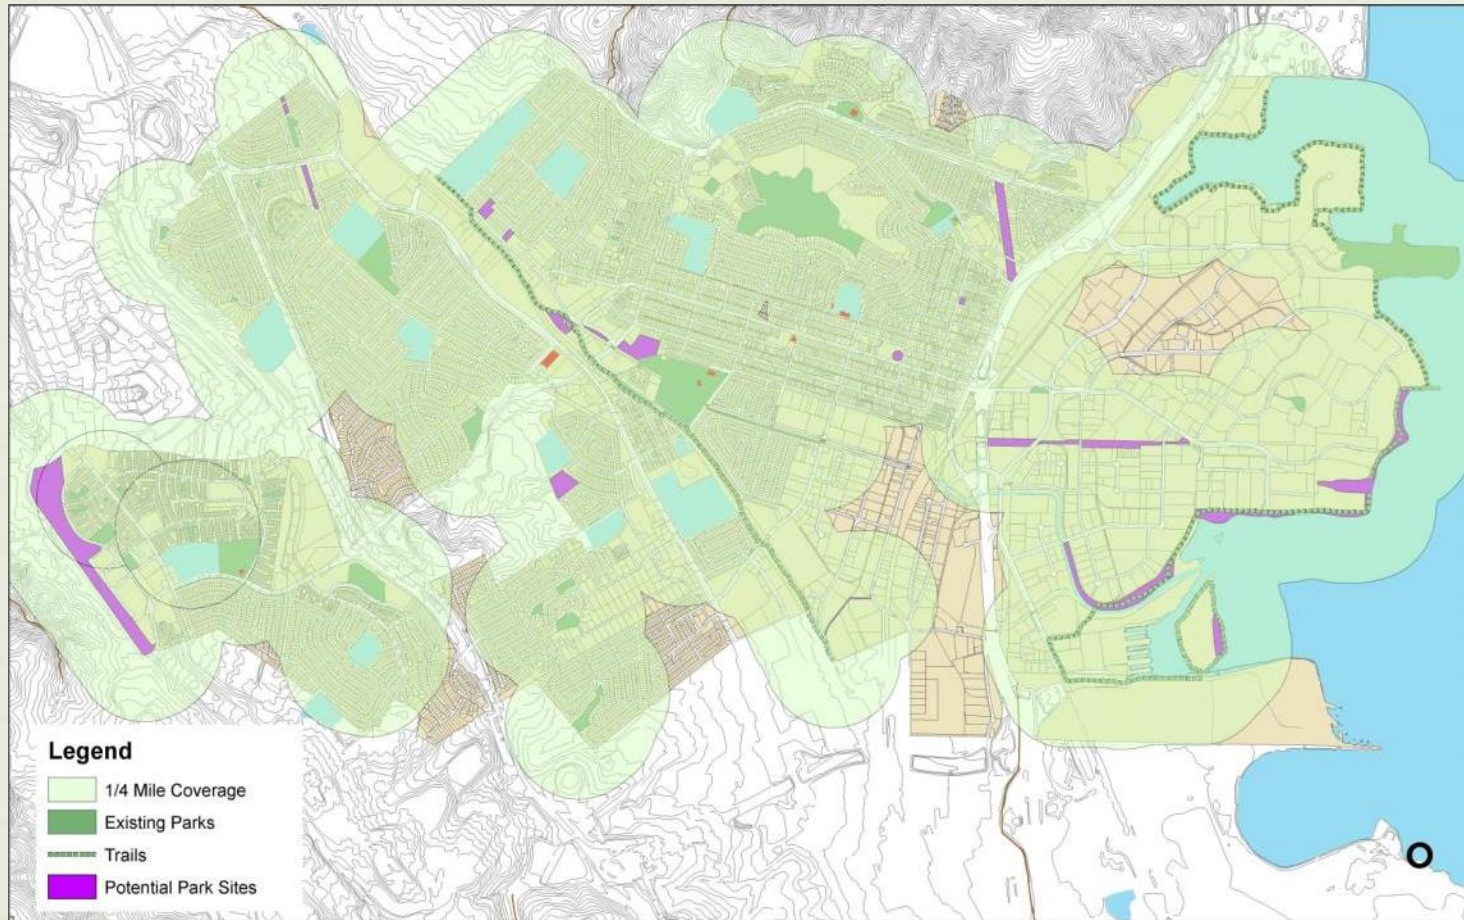 Legend
1/4 Mile Coverage
Existing Parks
Trails
Potential Park Sites
O